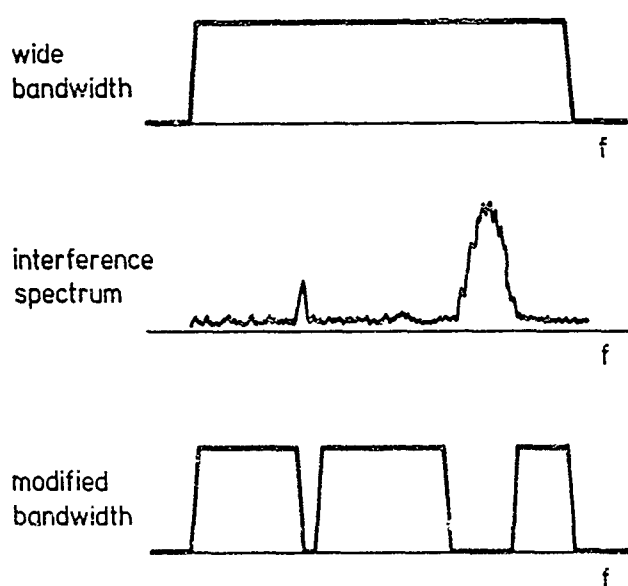 wide
bandwidth
f
interference
spectrum
f
modified
bandwidth
f